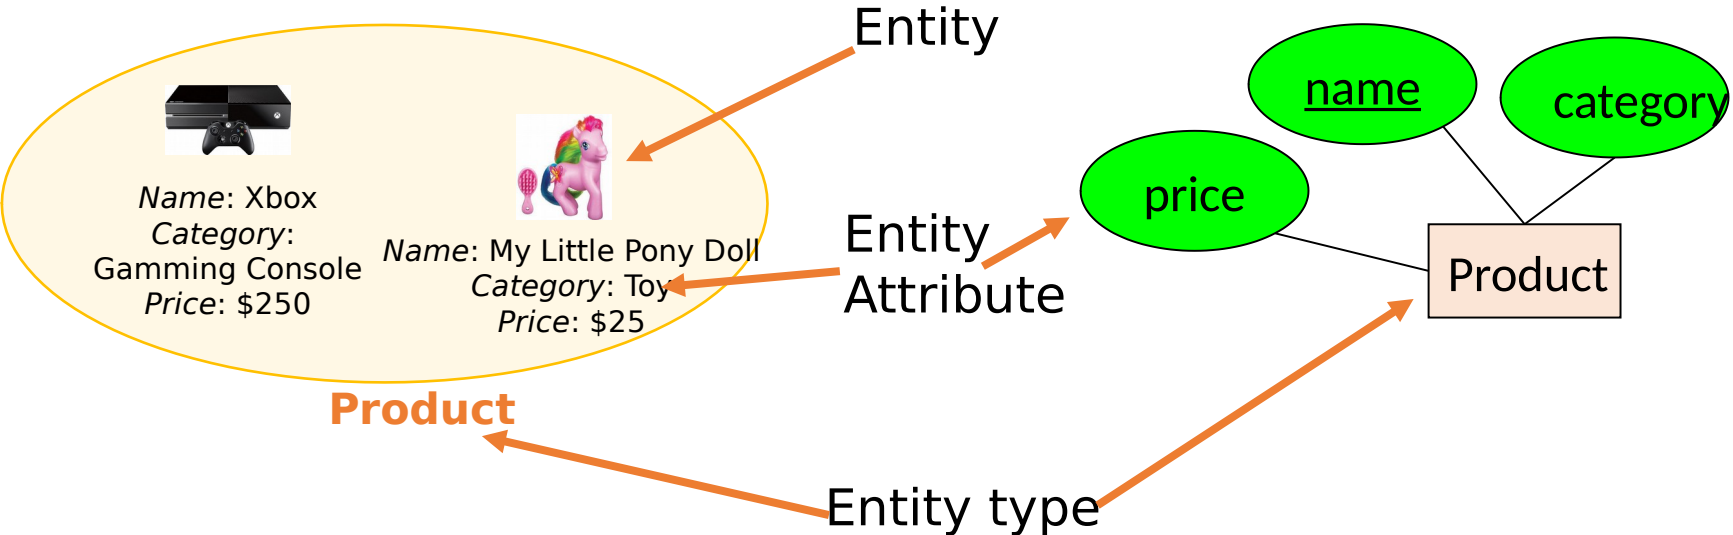 Entity
name
category
price
Name: Xbox
Category:
Gamming Console
Price: $250
Name: My Little Pony Doll
Category: Toy
Price: $25
Entity
Attribute
Product
Product
Entity type